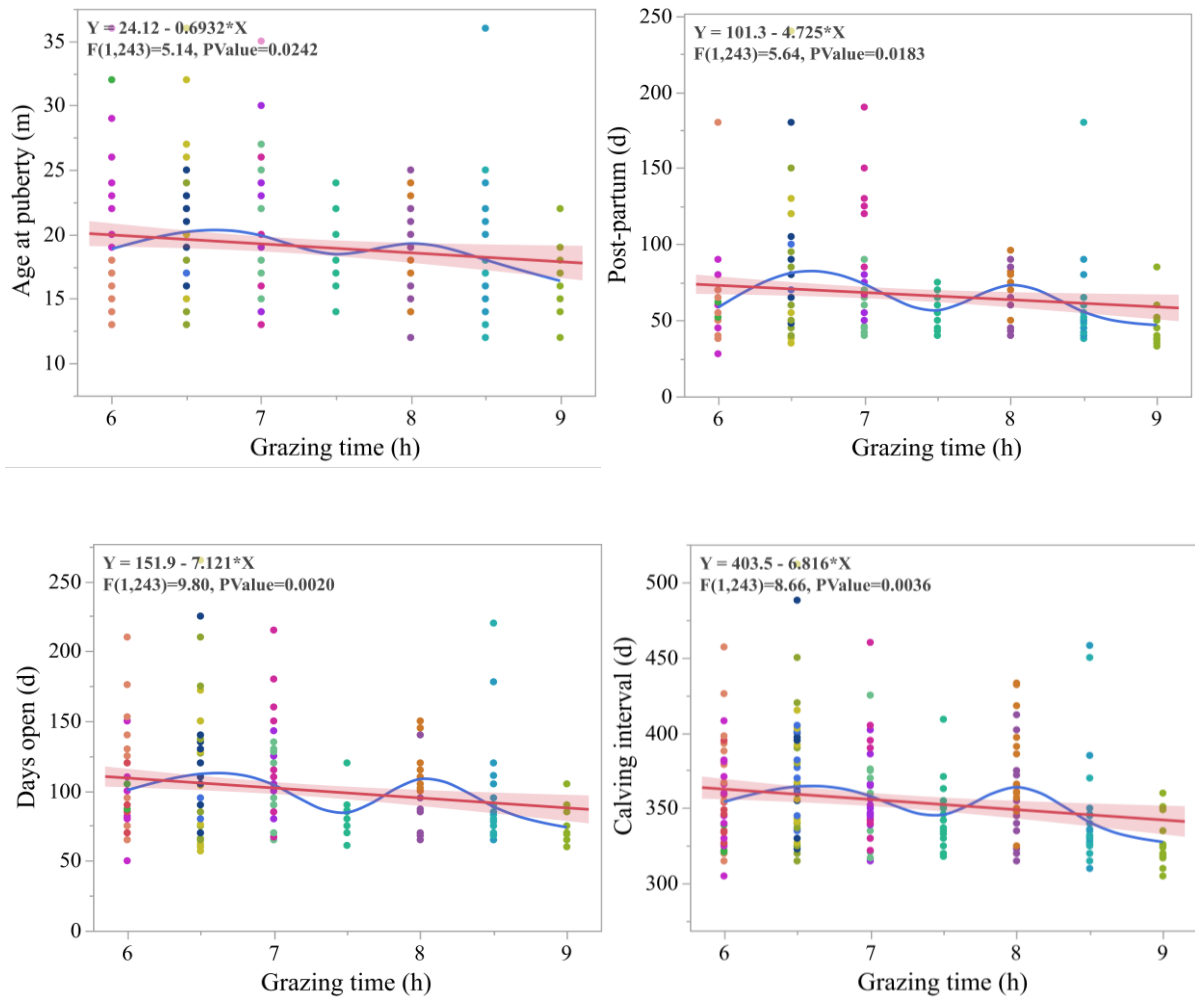 Y = 24.12 - 0.6932*X
F(1,243)=5.14, PValue=0.0242
Age at puberty (m)
35
30
25
20
15
10
6 7 8 9
Grazing time (h)
Y = 101.3 - 4.725*X
F(1,243)=5.64, PValue=0.0183
Post-partum (d)
250
200
150
100
50
0
6 7 8 9
Grazing time (h)
Y = 151.9 - 7.121*X
F(1,243)=9.80, PValue=0.0020
Days open (d)
250
200
150
100
50
0
6 7 8 9
Grazing time (h)
Y = 403.5 - 6.816*X
F(1,243)=8.66, PValue=0.0036
Calving interval (d)
500
450
400
350
300
6 7 8 9
Grazing time (h)